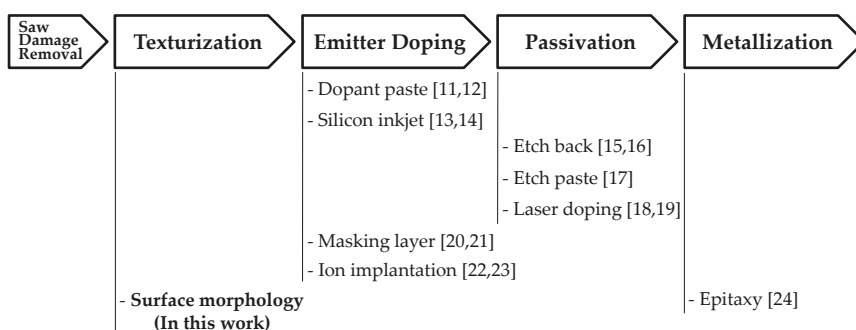 Saw
Damage
Removal
Texturization
Emitter Doping
Passivation
Metallization
- Dopant paste [11,12]
- Silicon inkjet [13,14]
- Etch back [15,16]
- Etch paste [17]
- Laser doping [18,19]
- Masking layer [20,21]
- Ion implantation [22,23]
- Surface morphology
(In this work)
- Epitaxy [24]